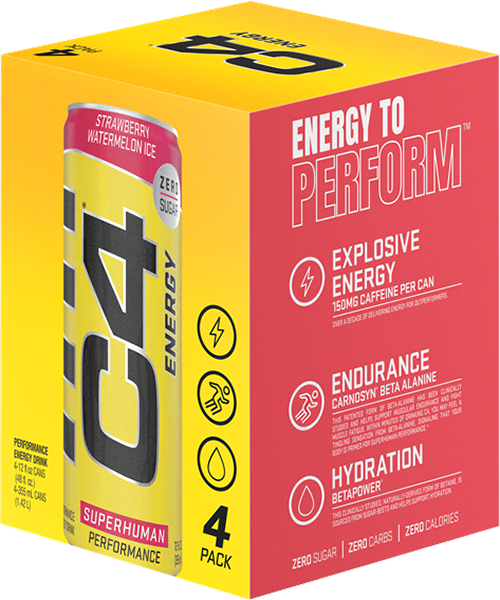 C4
ENERGY
4
PACK
STRAWBERRY
WATERMELON ICE
ZERO
SUGAR
C4
®
ENERGY
SUPERHUMAN
PERFORMANCE
PERFORMANCE
ENERGY DRINK
4-12 fl oz CANS
(48 fl oz.)
4-355 mL CANS
(1.42 L)
4
PACK
ENERGY TO
PERFORM™
EXPLOSIVE
ENERGY
150MG CAFFEINE PER CAN
OVER A DECADE OF DELIVERING ENERGY FOR OUTPERFORMERS.
ENDURANCE
CARNOSYN® BETA ALANINE
THIS PATENTED FORM OF BETA-ALANINE HAS BEEN CLINICALLY
STUDIED AND HELPS SUPPORT MUSCULAR ENDURANCE AND FIGHT
MUSCLE FATIGUE. WITHIN MINUTES OF DRINKING C4, YOU MAY FEEL A
TINGLING SENSATION FROM BETA-ALANINE, SIGNALING THAT YOUR
BODY IS PRIMED FOR SUPERHUMAN PERFORMANCE.*
HYDRATION
BETAPOWER®
THIS CLINICALLY STUDIED, NATURALLY-DERIVED FORM OF BETAINE, IS
SOURCED FROM SUGAR-BEETS AND HELPS SUPPORT HYDRATION.
ZERO SUGAR | ZERO CARBS | ZERO CALORIES